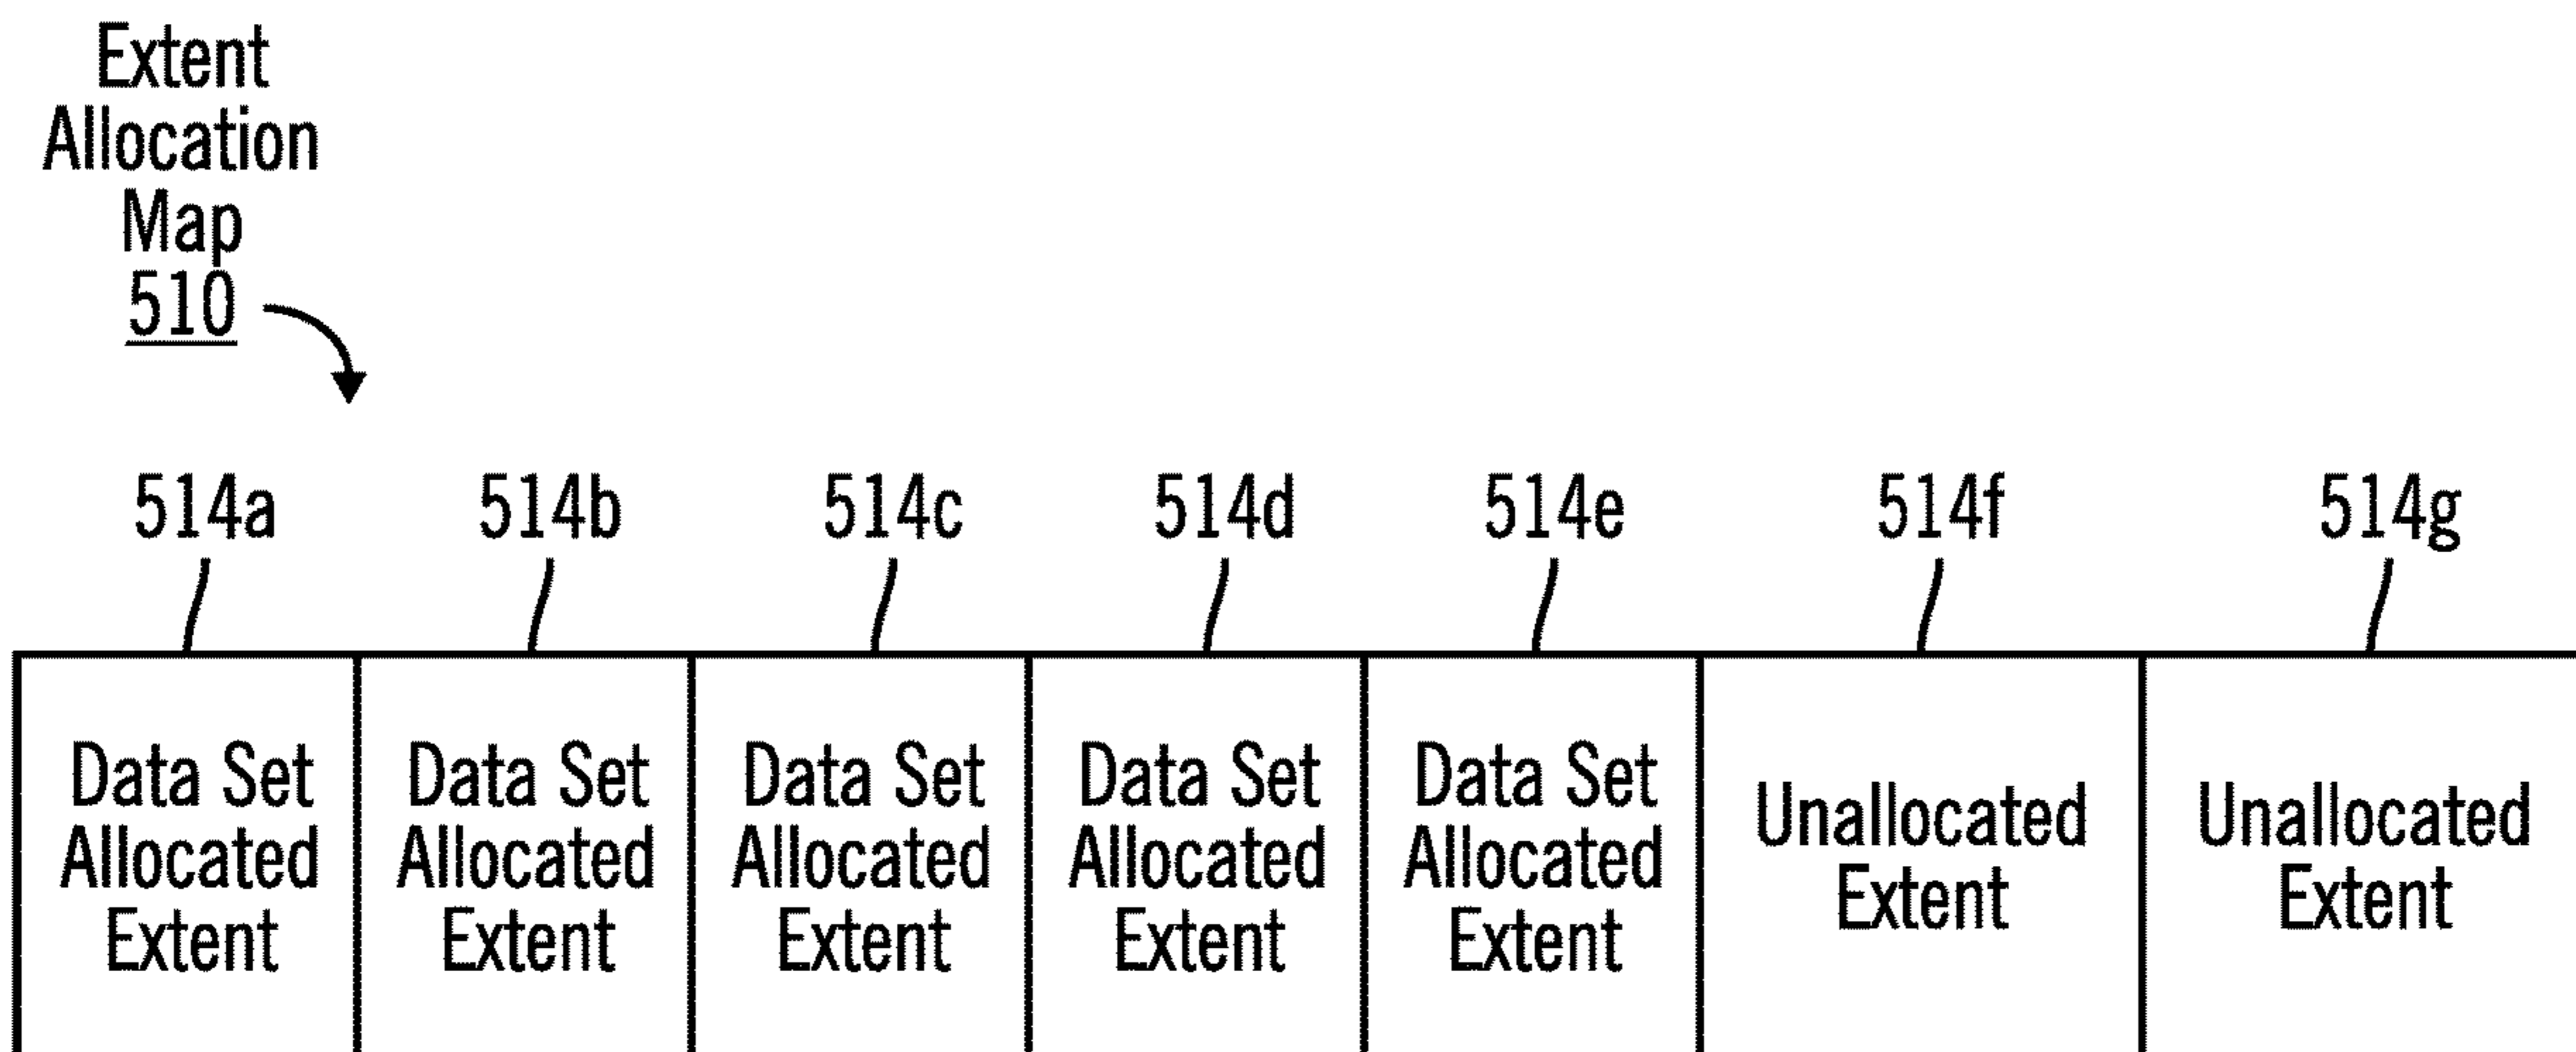 Extent
Allocation
Map
510
514a 514b 514c 514d 514e 514f 514g
Data Set Data Set Data Set Data Set Data Set Unallocated Unallocated
Allocated Allocated Allocated Allocated Allocated Extent Extent
Extent Extent Extent Extent Extent